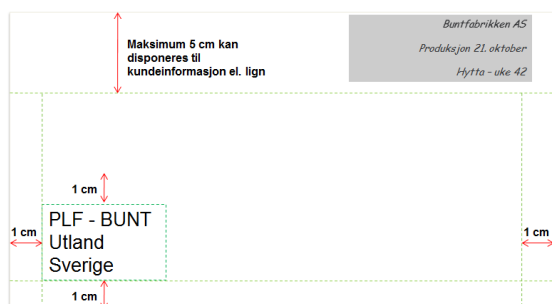 Maksimum 5 cm kan
disponeres til
kundeinformasjon el. lign
Buntfabrikken AS
Produksjon 21. oktober
Hytta - uke 42
1 cm
PLF - BUNT
Utland
Sverige
1 cm
1 cm
1 cm